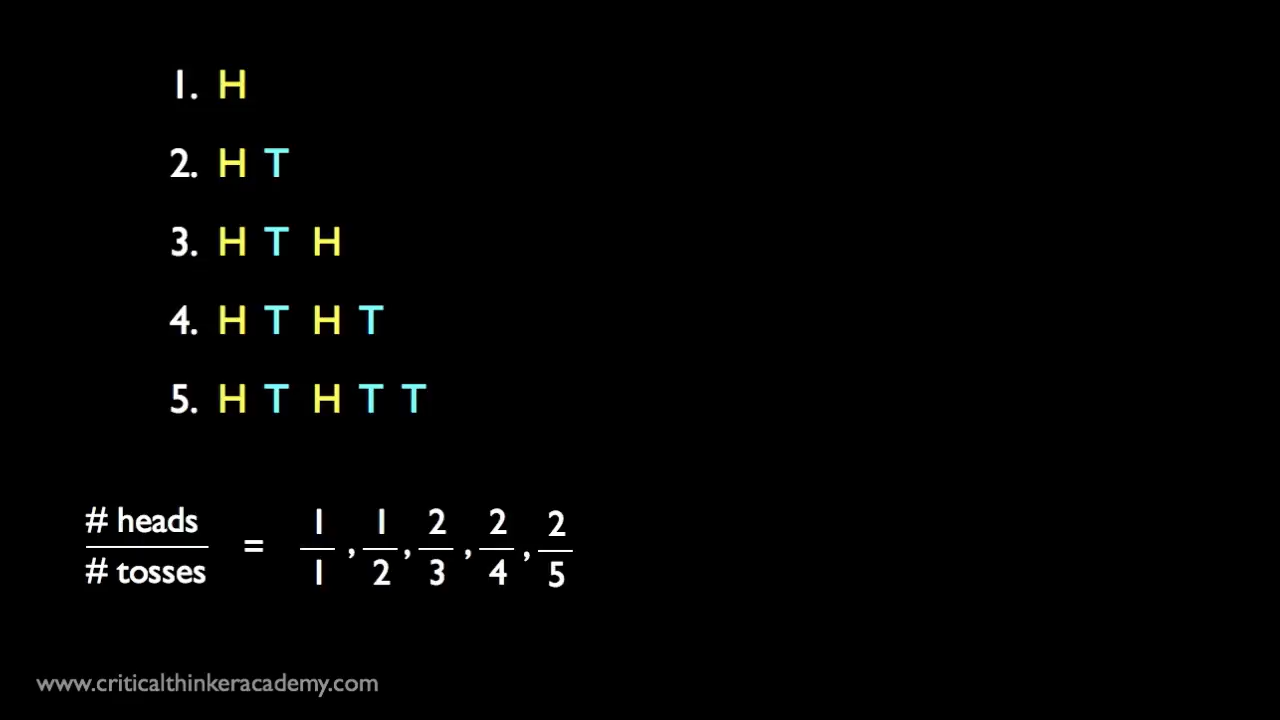 1. H
2. H T
3. H T H
4. H T H T
5. H T H T T
# heads / # tosses = 1/1 , 1/2 , 2/3 , 2/4 , 2/5
www.criticalthinkeracademy.com